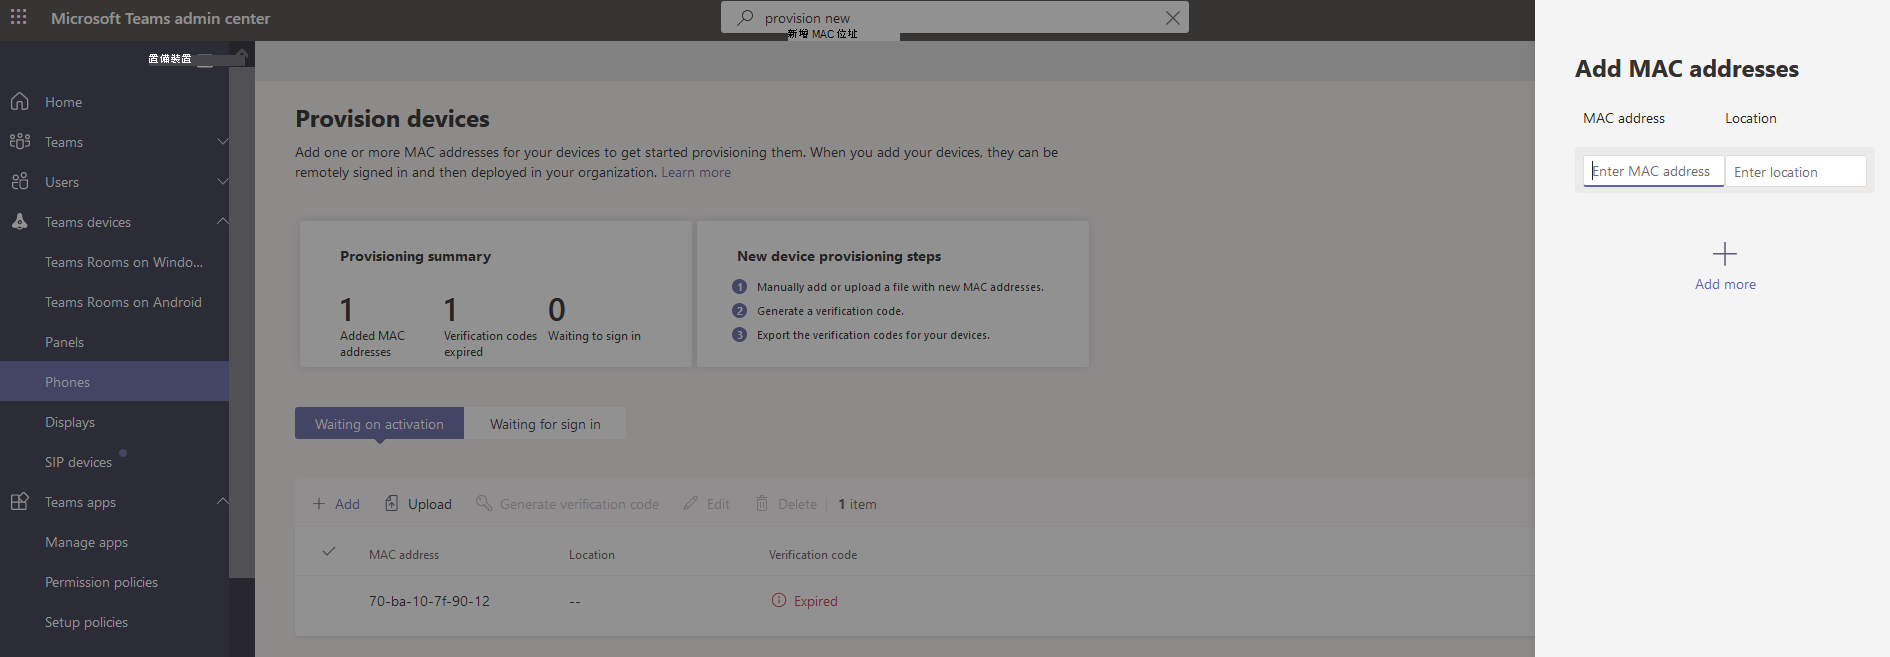 Microsoft Teams admin center
provision new
新增 MAC 位址
置備裝置
Home
Teams
Users
Teams devices
Teams Rooms on Windo...
Teams Rooms on Android
Panels
Phones
Displays
SIP devices
Teams apps
Manage apps
Permission policies
Setup policies
Provision devices
Add one or more MAC addresses for your devices to get started provisioning them. When you add your devices, they can be
remotely signed in and then deployed in your organization. Learn more
Provisioning summary
1
Added MAC
addresses
1
Verification codes
expired
0
Waiting to sign in
New device provisioning steps
1 Manually add or upload a file with new MAC addresses.
2 Generate a verification code.
3 Export the verification codes for your devices.
Waiting on activation Waiting for sign in
Add Upload Generate verification code Edit Delete 1 item
MAC address Location Verification code
70-ba-10-7f-90-12 -- Expired
Add MAC addresses
MAC address Location
Enter MAC address Enter location
Add more